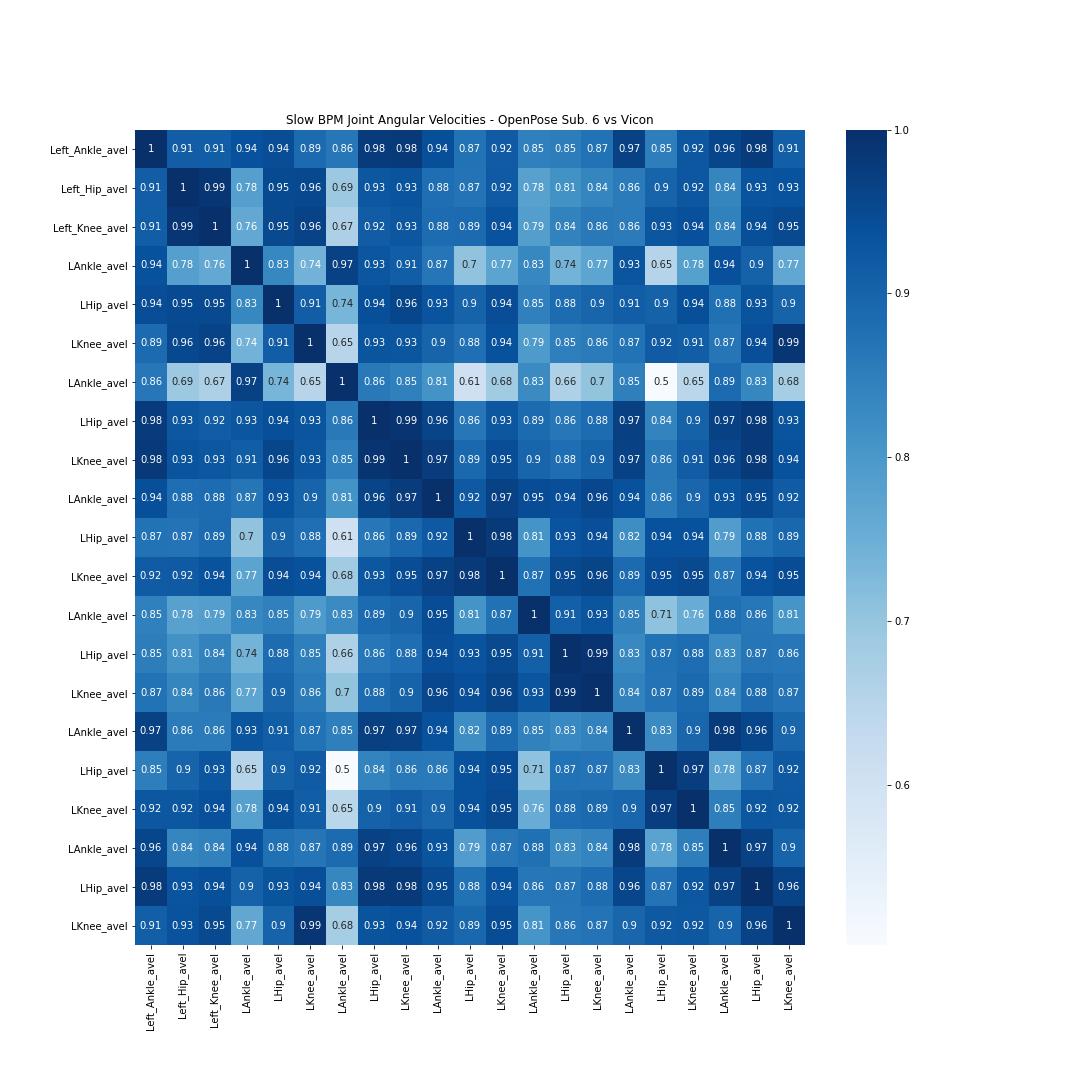 Slow BPM Joint Angular Velocities - OpenPose Sub. 6 vs Vicon
Left_Ankle_avel 1 0.91 0.91 0.94 0.94 0.89 0.86 0.98 0.98 0.94 0.87 0.92 0.85 0.85 0.87 0.97 0.85 0.92 0.96 0.98 0.91
Left_Hip_avel 0.91 1 0.99 0.78 0.95 0.96 0.69 0.93 0.93 0.88 0.87 0.92 0.78 0.81 0.84 0.86 0.9 0.92 0.84 0.93 0.93
Left_Knee_avel 0.91 0.99 1 0.76 0.95 0.96 0.67 0.92 0.93 0.88 0.89 0.94 0.79 0.84 0.86 0.86 0.93 0.94 0.84 0.94 0.95
LAnkle_avel 0.94 0.78 0.76 1 0.83 0.74 0.97 0.93 0.91 0.87 0.7 0.77 0.83 0.74 0.77 0.93 0.65 0.78 0.94 0.9 0.77
LHip_avel 0.94 0.95 0.95 0.83 1 0.91 0.74 0.94 0.96 0.93 0.9 0.94 0.85 0.88 0.9 0.91 0.9 0.94 0.88 0.93 0.9
LKnee_avel 0.89 0.96 0.96 0.74 0.91 1 0.65 0.93 0.93 0.9 0.88 0.94 0.79 0.85 0.86 0.87 0.92 0.91 0.87 0.94 0.99
LAnkle_avel 0.86 0.69 0.67 0.97 0.74 0.65 1 0.86 0.85 0.81 0.61 0.68 0.83 0.66 0.7 0.85 0.5 0.65 0.89 0.83 0.68
LHip_avel 0.98 0.93 0.92 0.93 0.94 0.93 0.86 1 0.99 0.96 0.86 0.93 0.89 0.86 0.88 0.97 0.84 0.9 0.97 0.98 0.93
LKnee_avel 0.98 0.93 0.93 0.91 0.96 0.93 0.85 0.99 1 0.97 0.89 0.95 0.9 0.88 0.9 0.97 0.86 0.91 0.96 0.98 0.94
LAnkle_avel 0.94 0.88 0.88 0.87 0.93 0.9 0.81 0.96 0.97 1 0.92 0.97 0.95 0.94 0.96 0.94 0.86 0.9 0.93 0.95 0.92
LHip_avel 0.87 0.87 0.89 0.7 0.9 0.88 0.61 0.86 0.89 0.92 1 0.98 0.81 0.93 0.94 0.82 0.94 0.94 0.79 0.88 0.89
LKnee_avel 0.92 0.92 0.94 0.77 0.94 0.94 0.68 0.93 0.95 0.97 0.98 1 0.87 0.95 0.96 0.89 0.95 0.95 0.87 0.94 0.95
LAnkle_avel 0.85 0.78 0.79 0.83 0.85 0.79 0.83 0.89 0.9 0.95 0.81 0.87 1 0.91 0.93 0.85 0.71 0.76 0.88 0.86 0.81
LHip_avel 0.85 0.81 0.84 0.74 0.88 0.85 0.66 0.86 0.88 0.94 0.93 0.95 0.91 1 0.99 0.83 0.87 0.88 0.83 0.87 0.86
LKnee_avel 0.87 0.84 0.86 0.77 0.9 0.86 0.7 0.88 0.9 0.96 0.94 0.96 0.93 0.99 1 0.84 0.87 0.89 0.84 0.88 0.87
LAnkle_avel 0.97 0.86 0.86 0.93 0.91 0.87 0.85 0.97 0.97 0.94 0.82 0.89 0.85 0.83 0.84 1 0.83 0.9 0.98 0.96 0.9
LHip_avel 0.85 0.9 0.93 0.65 0.9 0.92 0.5 0.84 0.86 0.86 0.94 0.95 0.71 0.87 0.87 0.83 1 0.97 0.78 0.87 0.92
LKnee_avel 0.92 0.92 0.94 0.78 0.94 0.91 0.65 0.9 0.91 0.9 0.94 0.95 0.76 0.88 0.89 0.9 0.97 1 0.85 0.92 0.92
LAnkle_avel 0.96 0.84 0.84 0.94 0.88 0.87 0.89 0.97 0.96 0.93 0.79 0.87 0.88 0.83 0.84 0.98 0.78 0.85 1 0.97 0.9
LHip_avel 0.98 0.93 0.94 0.9 0.93 0.94 0.83 0.98 0.98 0.95 0.88 0.94 0.86 0.87 0.88 0.96 0.87 0.92 0.97 1 0.96
LKnee_avel 0.91 0.93 0.95 0.77 0.9 0.99 0.68 0.93 0.94 0.92 0.89 0.95 0.81 0.86 0.87 0.9 0.92 0.92 0.9 0.96 1
Left_Ankle_avel
Left_Hip_avel
Left_Knee_avel
LAnkle_avel
LHip_avel
LKnee_avel
LAnkle_avel
LHip_avel
LKnee_avel
LAnkle_avel
LHip_avel
LKnee_avel
LAnkle_avel
LHip_avel
LKnee_avel
LAnkle_avel
LHip_avel
LKnee_avel
LAnkle_avel
LHip_avel
LKnee_avel
1.0
0.9
0.8
0.7
0.6